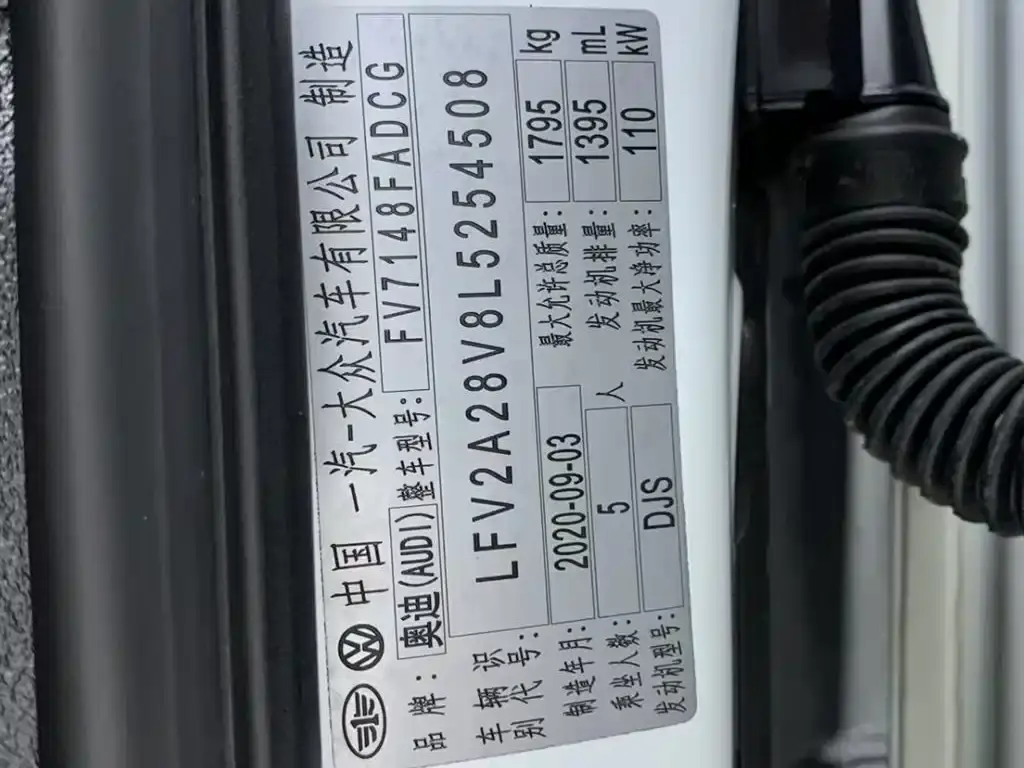 中国 一汽-大众汽车有限公司 制造
品牌: 奥迪(AUDI) 整车型号: FV7148FADCG
车辆识别代号: LFV2A28V8L5254508
制造年月: 2020-09-03 最大允许总质量: 1795 kg
乘坐人数: 5 人 发动机排量: 1395 mL
发动机型号: DJS 发动机最大净功率: 110 kW